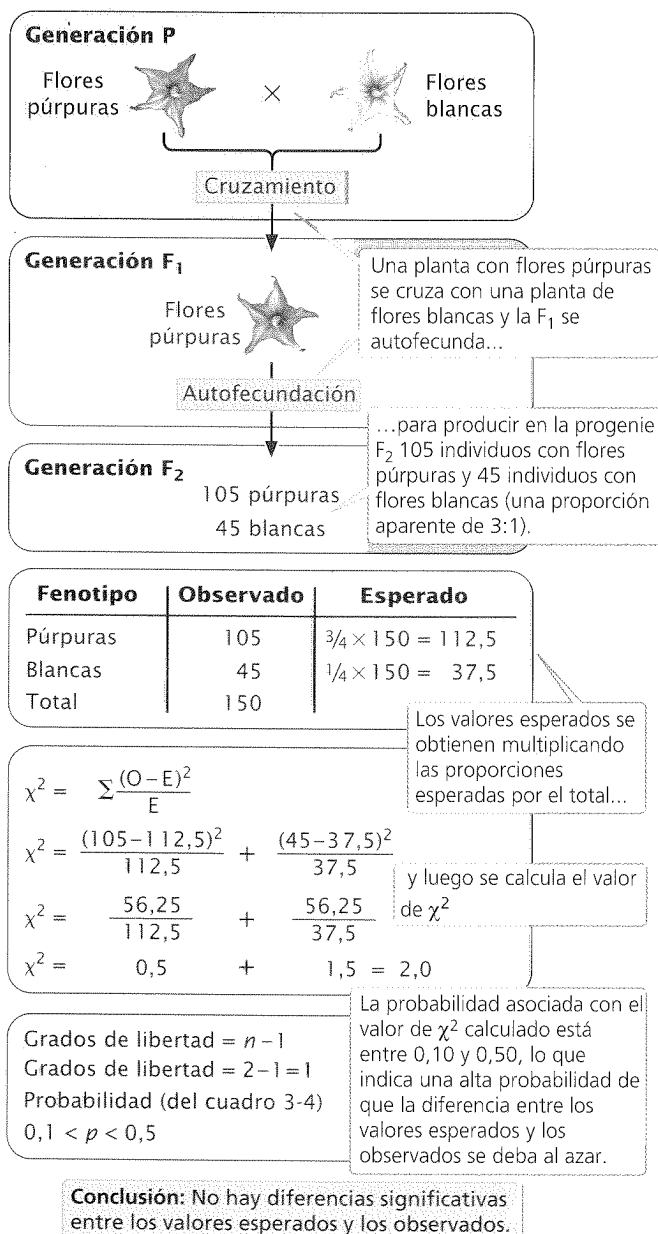 Generación P
Flores
púrpuras
×
Flores
blancas
Cruzamiento
Generación F₁
Flores
púrpuras
Una planta con flores púrpuras
se cruza con una planta de
flores blancas y la F₁ se
autofecunda...
Autofecundación
Generación F₂
105 púrpuras
45 blancas
...para producir en la progenie
F₂ 105 individuos con flores
púrpuras y 45 individuos con
flores blancas (una proporción
aparente de 3:1).
Fenotipo Observado Esperado
Púrpuras 105 3/4 × 150 = 112,5
Blancas 45 1/4 × 150 = 37,5
Total 150
Los valores esperados se
obtienen multiplicando
las proporciones
esperadas por el total...
χ² = Σ(O–E)²/E
χ² = (105–112,5)²/112,5 + (45–37,5)²/37,5
χ² = 56,25/112,5 + 56,25/37,5
χ² = 0,5 + 1,5 = 2,0
y luego se calcula el valor
de χ²
Grados de libertad = n – 1
Grados de libertad = 2–1=1
Probabilidad (del cuadro 3-4)
0,1 < p < 0,5
La probabilidad asociada con el
valor de χ² calculado está
entre 0,10 y 0,50, lo que
indica una alta probabilidad de
que la diferencia entre los
valores esperados y los
observados se deba al azar.
Conclusión: No hay diferencias significativas
entre los valores esperados y los observados.